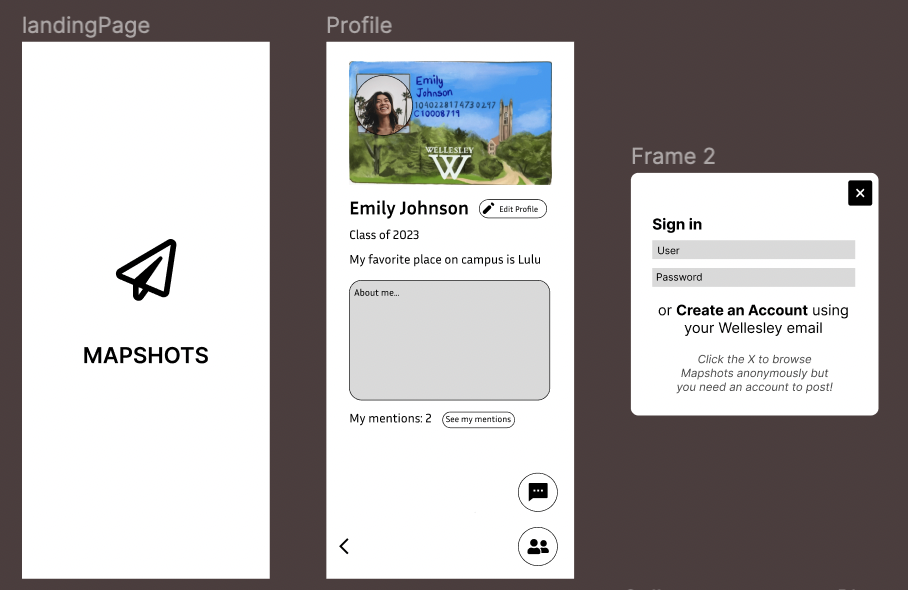 landingPage
MAPSHOTS
Profile
Emily
Johnson
C10008719
WELLESLEY
W
Emily Johnson
Edit Profile
Class of 2023
My favorite place on campus is Lulu
About me...
My mentions: 2
See my mentions
Frame 2
X
Sign in
User
Password
or Create an Account using
your Wellesley email
Click the X to browse
Mapshots anonymously but
you need an account to post!